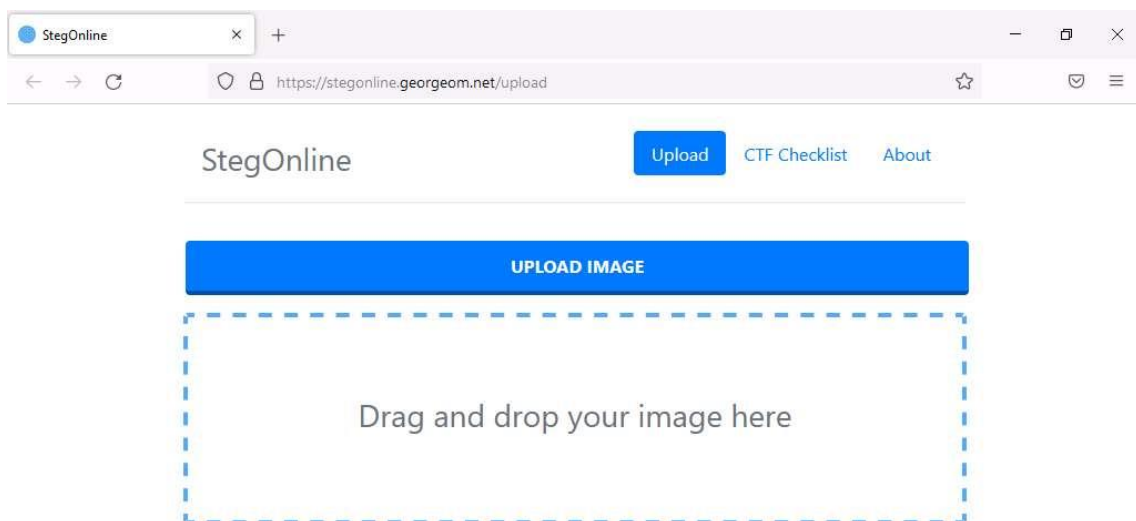 StegOnline
https://stegonline.georgeom.net/upload
StegOnline
Upload CTF Checklist About
UPLOAD IMAGE
Drag and drop your image here